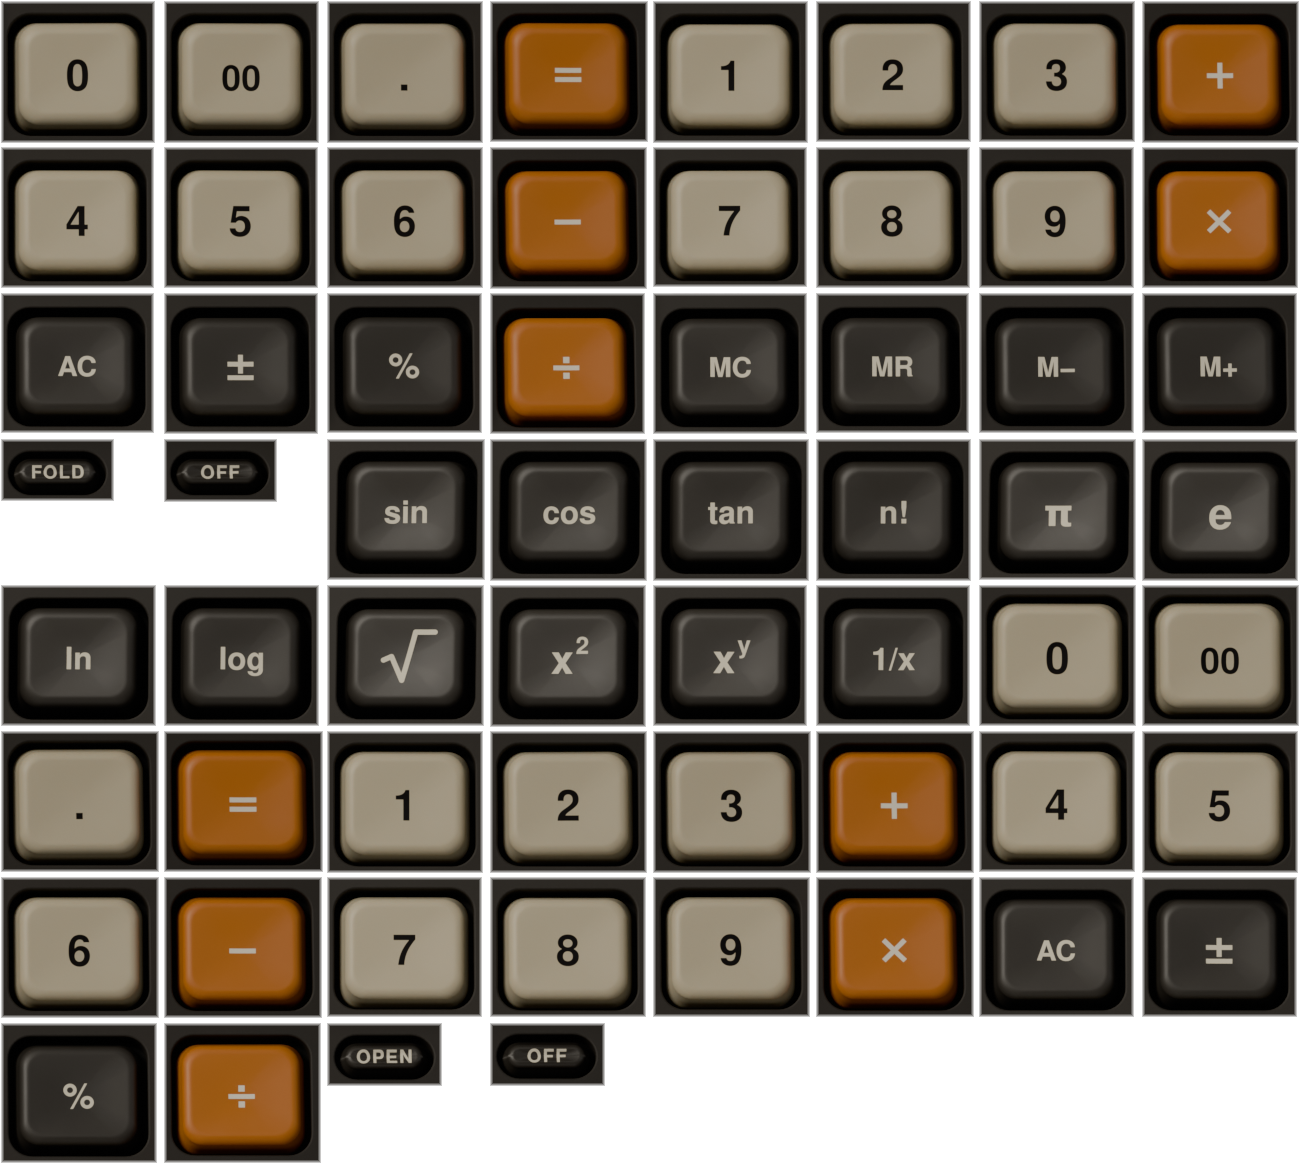 0 00 . = 1 2 3 +
4 5 6 − 7 8 9 ×
AC ± % ÷ MC MR M− M+
FOLD OFF sin cos tan n! π e
ln log √ x² xʸ 1/x 0 00
. = 1 2 3 + 4 5
6 − 7 8 9 × AC ±
% ÷ OPEN OFF